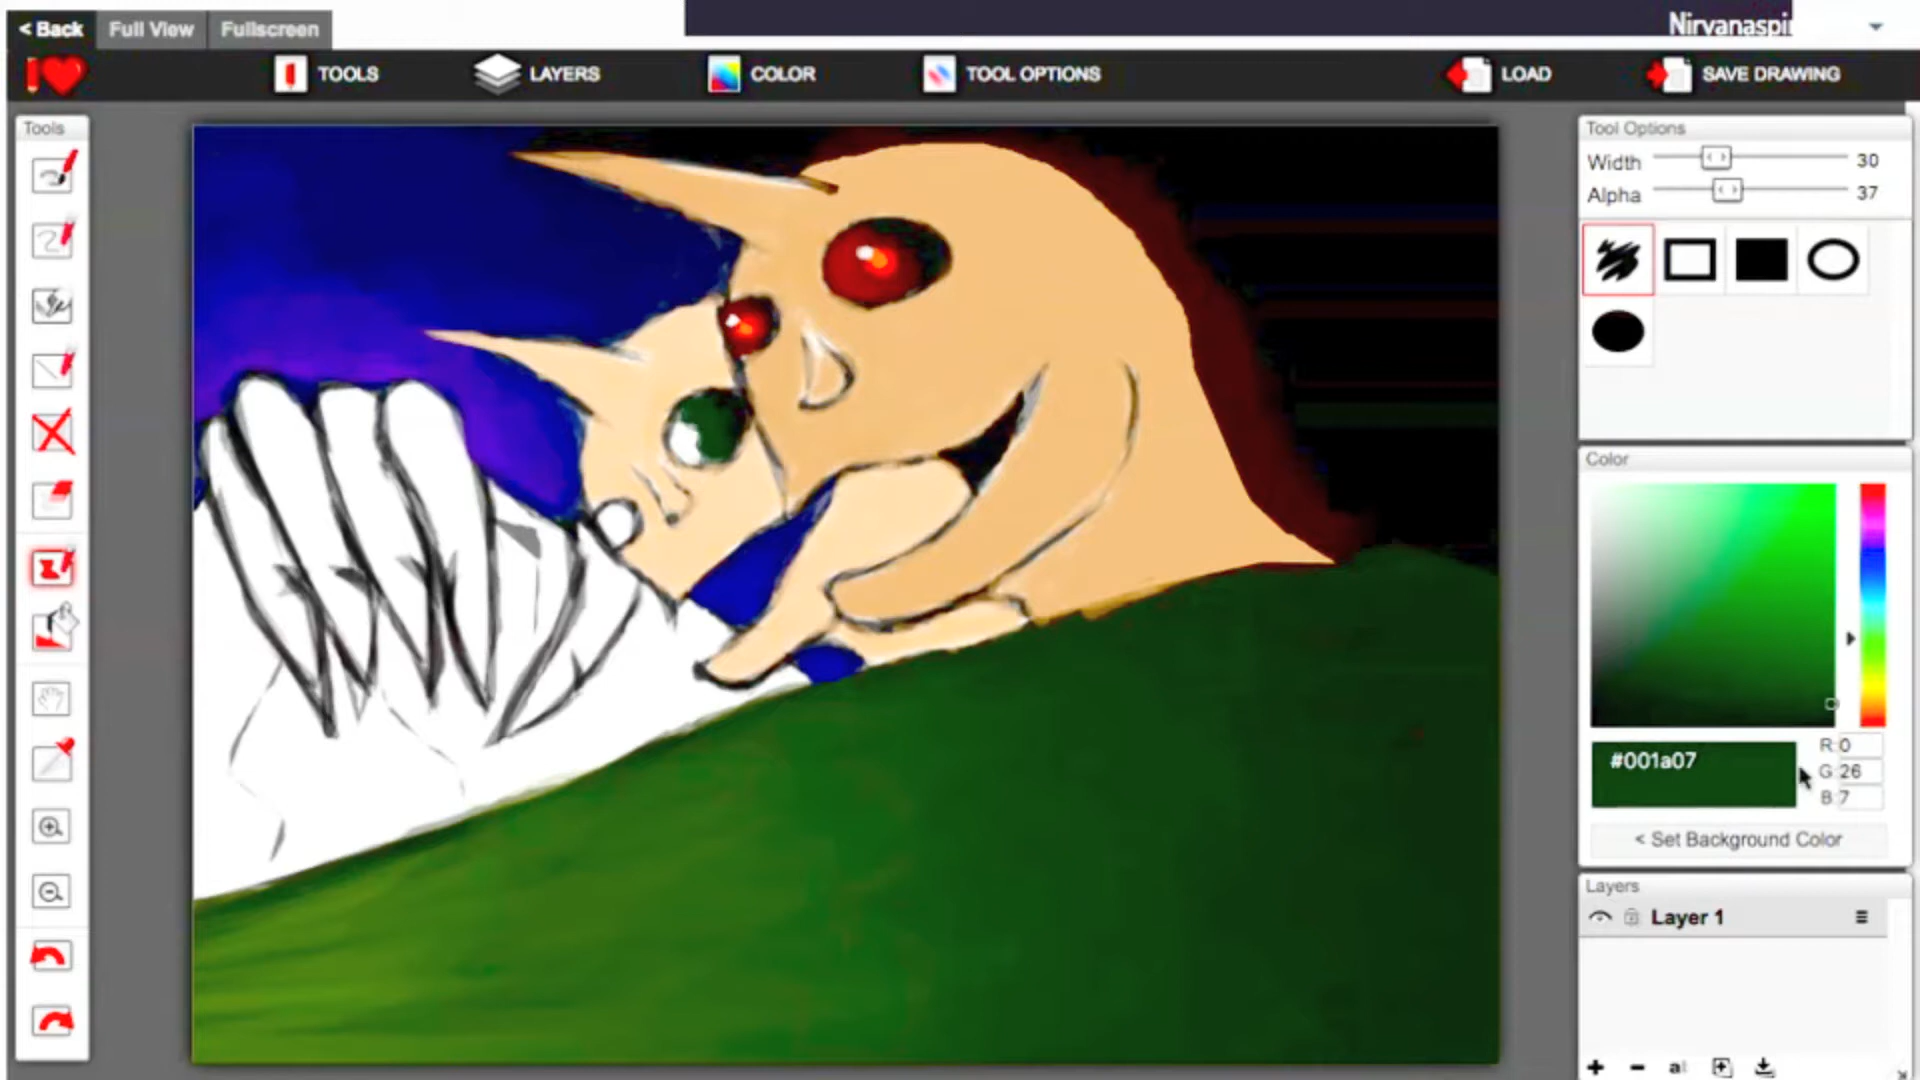 < Back
Full View
Fullscreen
TOOLS
LAYERS
COLOR
TOOL OPTIONS
LOAD
SAVE DRAWING
Tools
Tool Options
Width 30
Alpha 37
Color
#001a07
R: 0
G: 26
B: 7
< Set Background Color
Layers
Layer 1